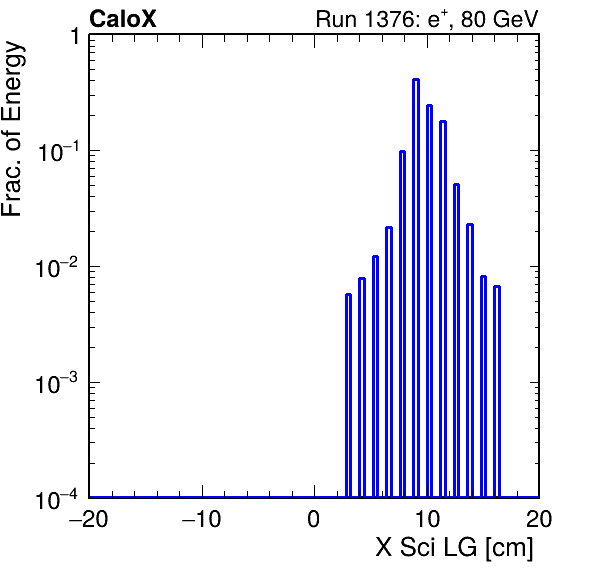 CaloX Run 1376: e⁺, 80 GeV
Frac. of Energy
1
10⁻¹
10⁻²
10⁻³
10⁻⁴
−20 −10 0 10 20
X Sci LG [cm]